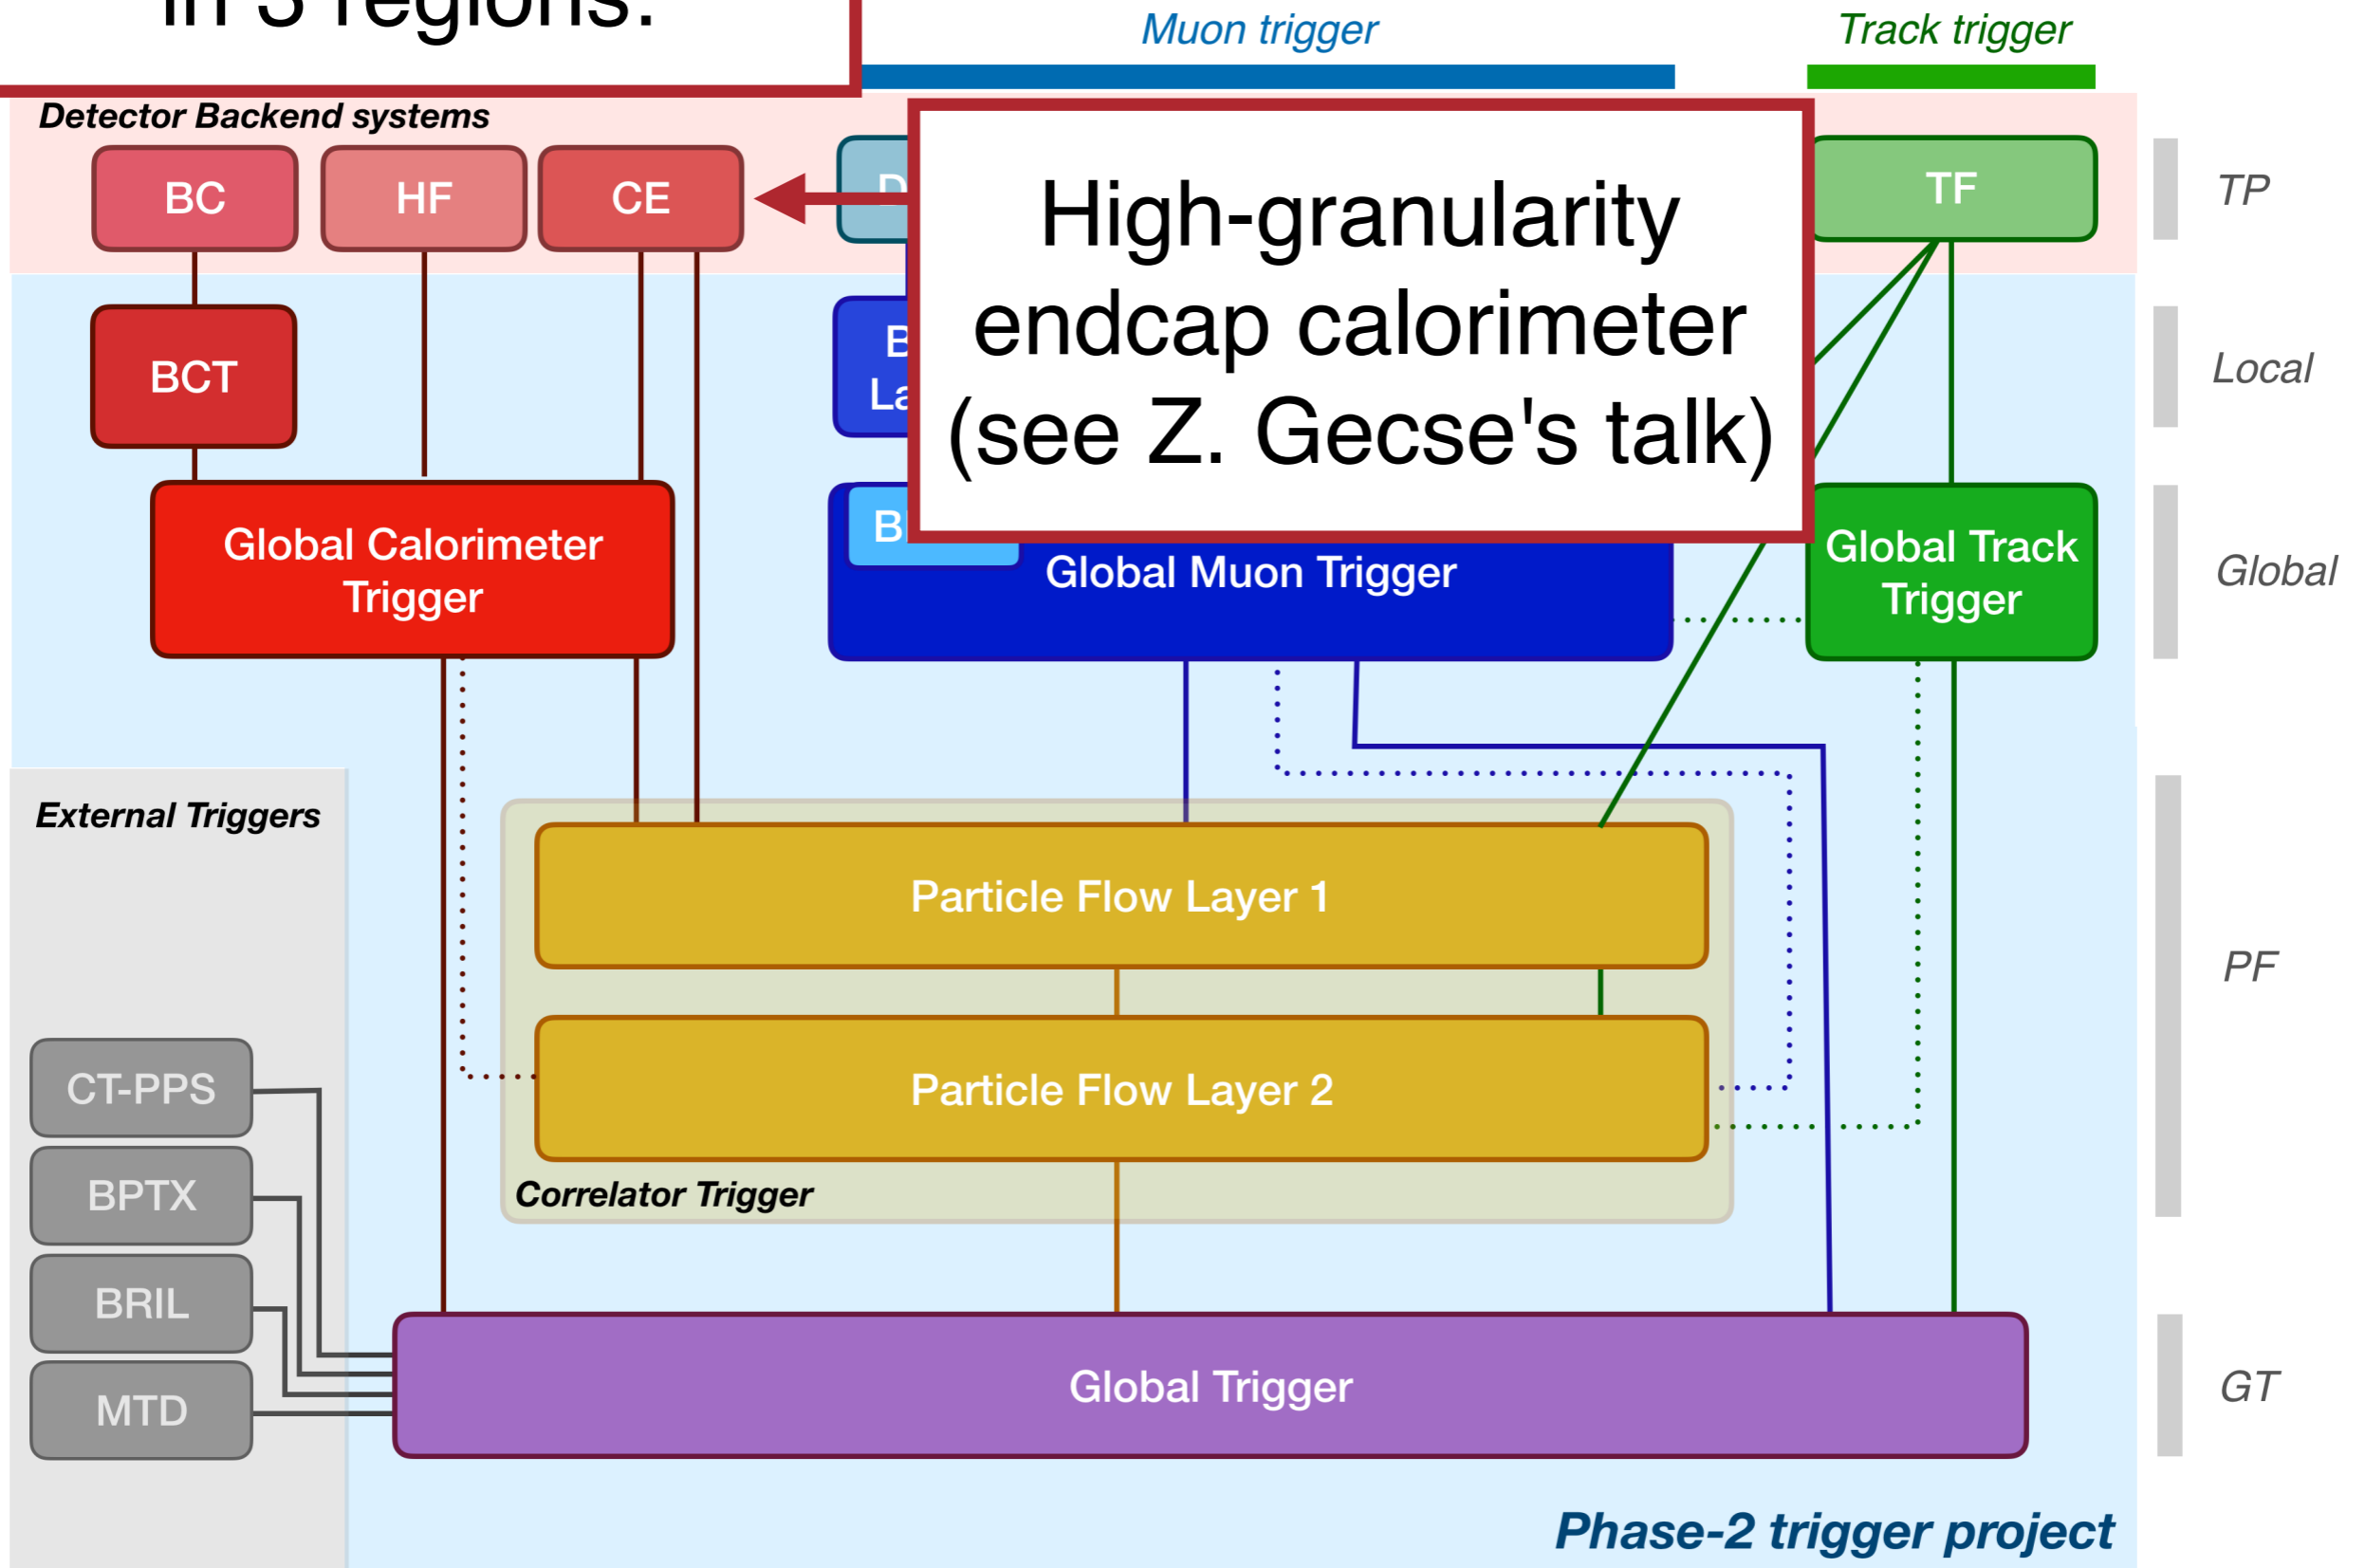 in 3 regions.
Muon trigger
Track trigger
Detector Backend systems
BC
HF
CE
TF
TP
High-granularity
endcap calorimeter
(see Z. Gecse's talk)
BCT
Local
Global Calorimeter
Trigger
Global Muon Trigger
Global Track
Trigger
Global
External Triggers
Particle Flow Layer 1
PF
Particle Flow Layer 2
Correlator Trigger
CT-PPS
BPTX
BRIL
MTD
Global Trigger
GT
Phase-2 trigger project